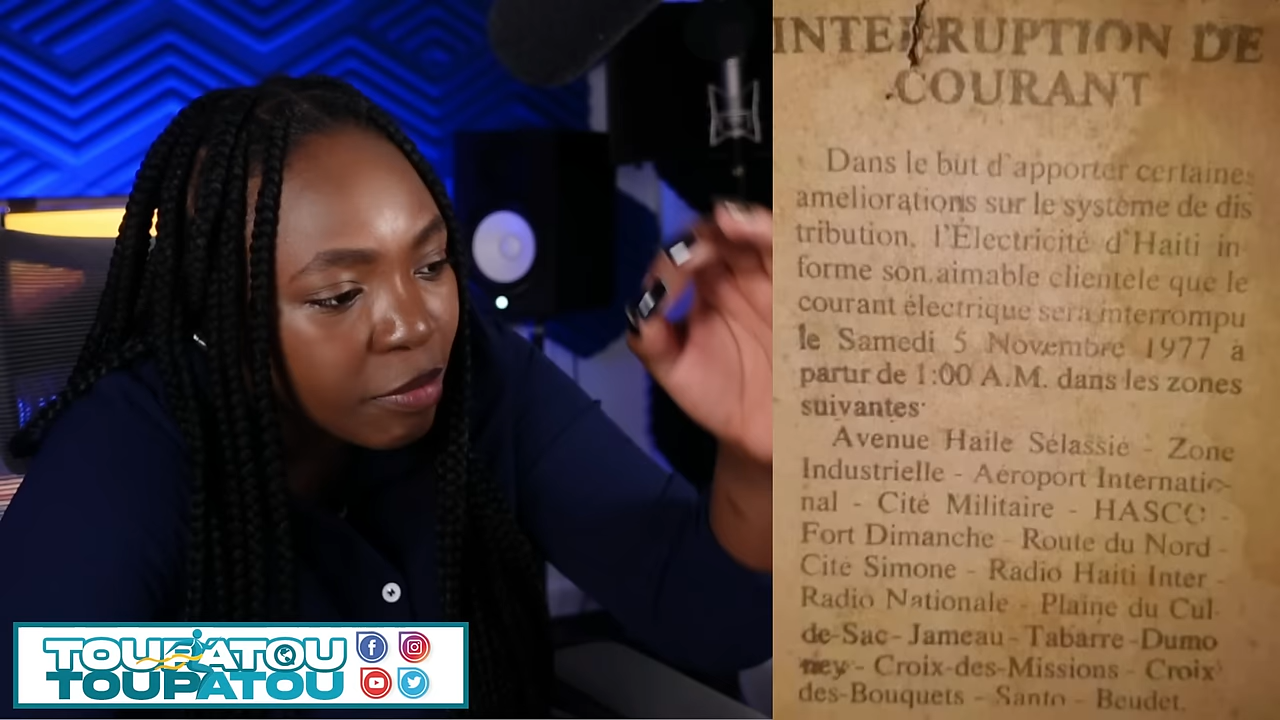 INTERRUPTION DE
COURANT
Dans le but d'apporter certaines
ameliorations sur le système de dis
tribution, l'Électricité d'Haiti in
forme son aimable clientele que le
courant électrique sera interrompu
le Samedi 5 Novembre 1977 à
partir de 1:00 A.M. dans les zones
suivantes:
Avenue Haile Sélassié - Zone
Industrielle - Aéroport Internatio-
nal - Cité Militaire - HASCO -
Fort Dimanche - Route du Nord -
Cité Simone - Radio Haiti Inter -
Radio Nationale - Plaine du Cul-
de-Sac - Jameau - Tabarre - Dumo
ney - Croix-des-Missions - Croix
des-Bouquets - Santo - Beudet.
TOUPATOU
TOUPATOU